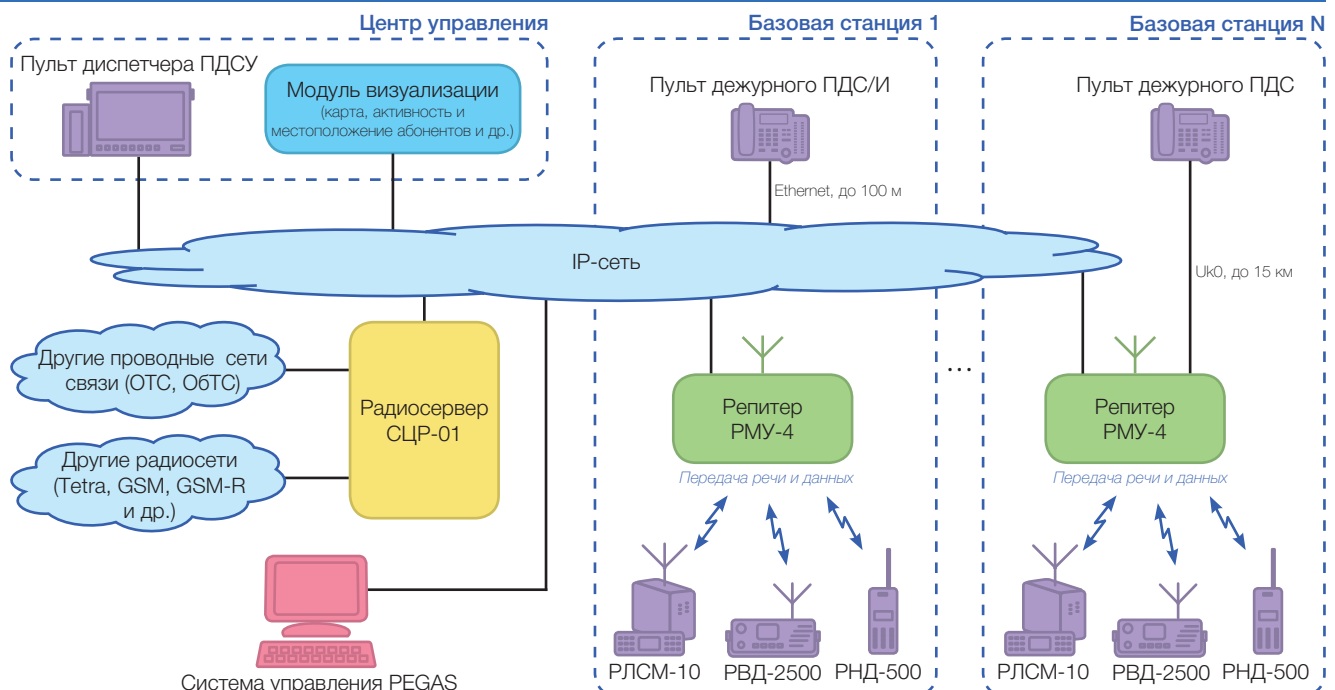 Центр управления
Базовая станция 1
Базовая станция N
Пульт диспетчера ПДСУ
Модуль визуализации
(карта, активность и
местоположение абонентов и др.)
Пульт дежурного ПДС/И
Пульт дежурного ПДС
Ethernet, до 100 м
IP-сеть
Uk0, до 15 км
Другие проводные сети
связи (ОТС, ОбТС)
Радиосервер
СЦР-01
Другие радиосети
(Tetra, GSM, GSM-R
и др.)
Репитер
РМУ-4
...
Репитер
РМУ-4
Передача речи и данных
Передача речи и данных
РЛСМ-10
РВД-2500
РНД-500
РЛСМ-10
РВД-2500
РНД-500
Система управления PEGAS